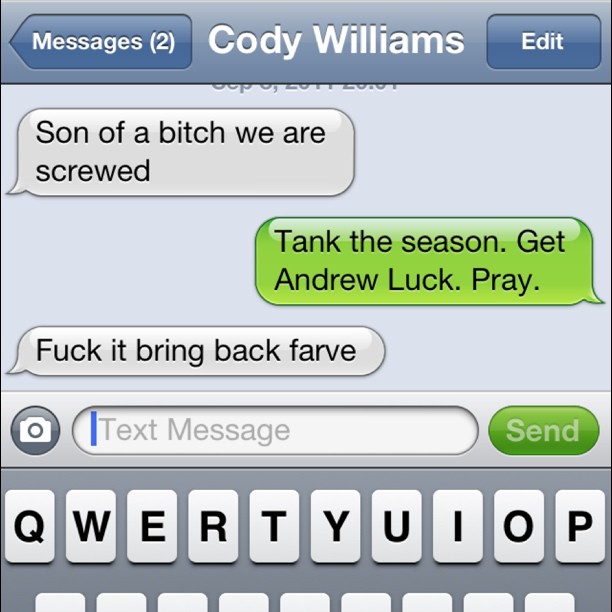 Messages (2)
Cody Williams
Edit
Son of a bitch we are
screwed
Tank the season. Get
Andrew Luck. Pray.
Fuck it bring back farve
Text Message
Send
Q W E R T Y U I O P